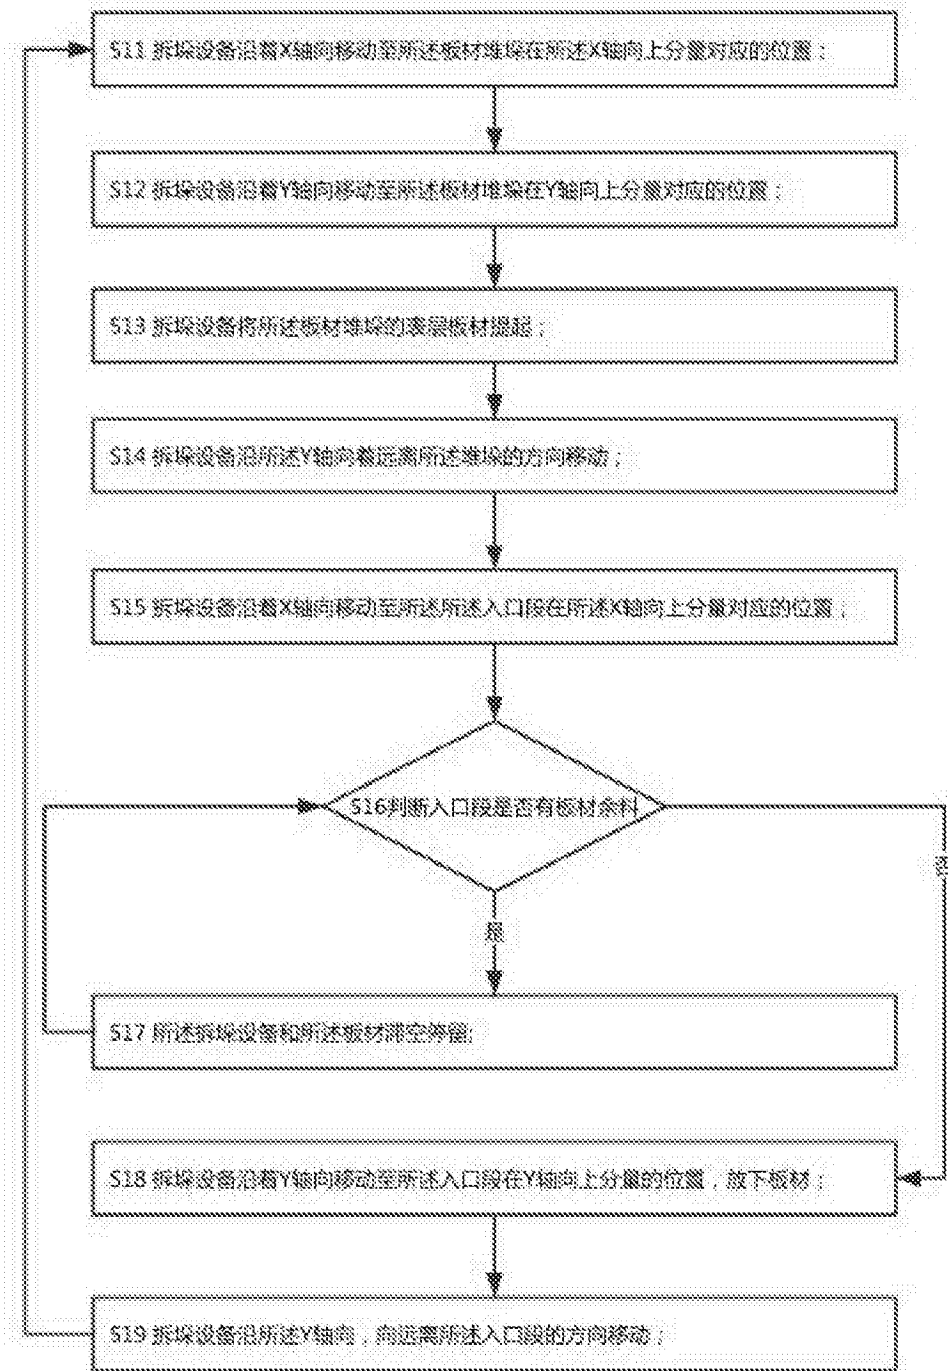 S11 拆垛设备沿着X轴向移动至所述板材堆垛在所述X轴向上分量对应的位置；
S12 拆垛设备沿着Y轴向移动至所述板材堆垛在Y轴向上分量对应的位置；
S13 拆垛设备将所述板材堆垛的表层板材提起；
S14 拆垛设备沿所述Y轴向着远离所述堆垛的方向移动；
S15 拆垛设备沿着X轴向移动至所述所述入口段在所述X轴向上分量对应的位置；
S16判断入口段是否有板材余料
否
是
S17 所述拆垛设备和所述板材滞空停留;
S18 拆垛设备沿着Y轴向移动至所述入口段在Y轴向上分量的位置，放下板材；
S19 拆垛设备沿所述Y轴向，向远离所述入口段的方向移动；